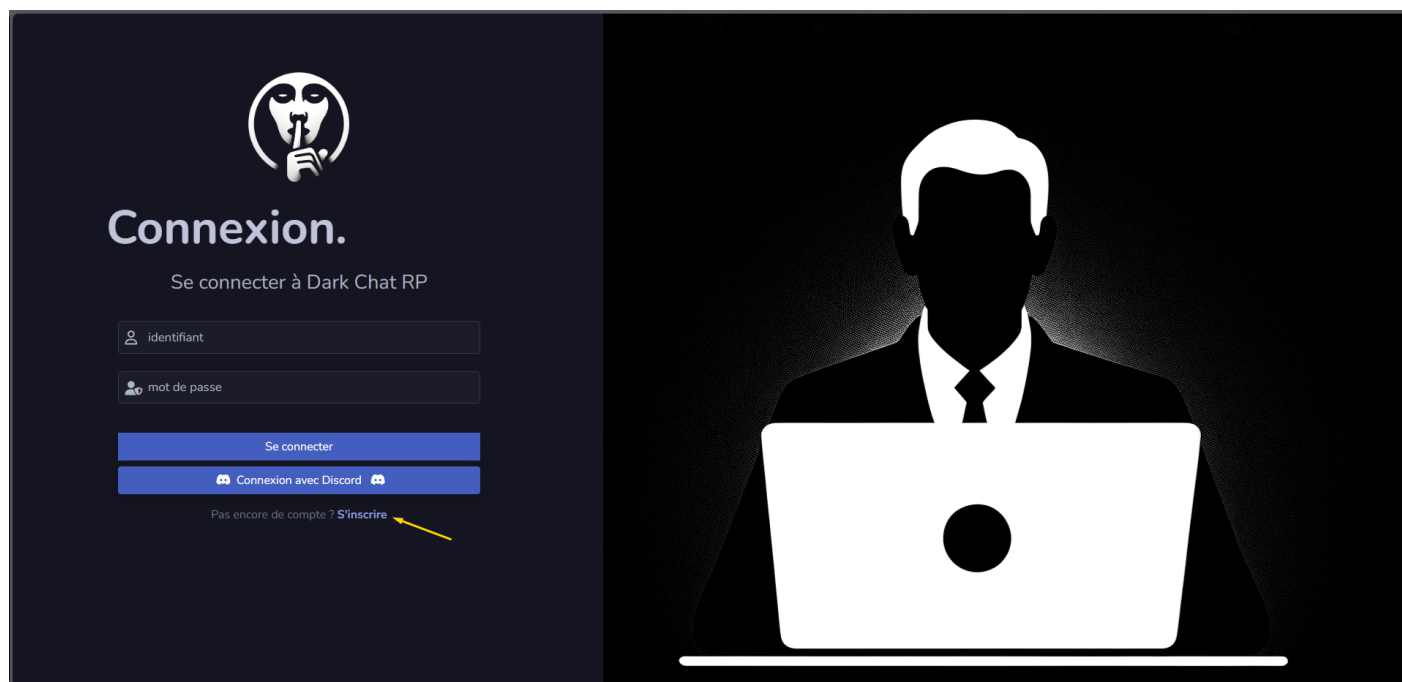 Connexion.
Se connecter à Dark Chat RP
identifiant
mot de passe
Se connecter
Connexion avec Discord
Pas encore de compte ? S'inscrire